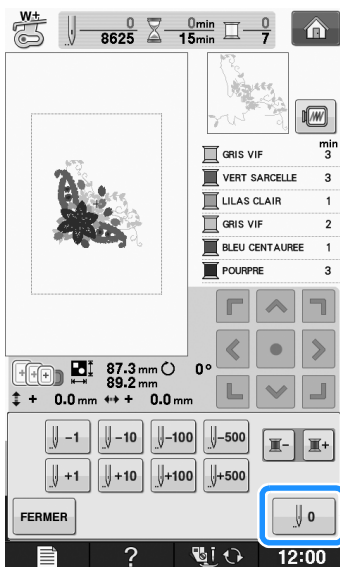 W+
0 0min 0
8625 15min 7
min
GRIS VIF 3
VERT SARCELLE 3
LILAS CLAIR 1
GRIS VIF 2
BLEU CENTAUREE 1
POURPRE 3
87.3 mm 0°
89.2 mm
+ 0.0 mm + 0.0 mm
-1 -10 -100 -500
+1 +10 +100 +500
- +
FERMER 0
? 12:00